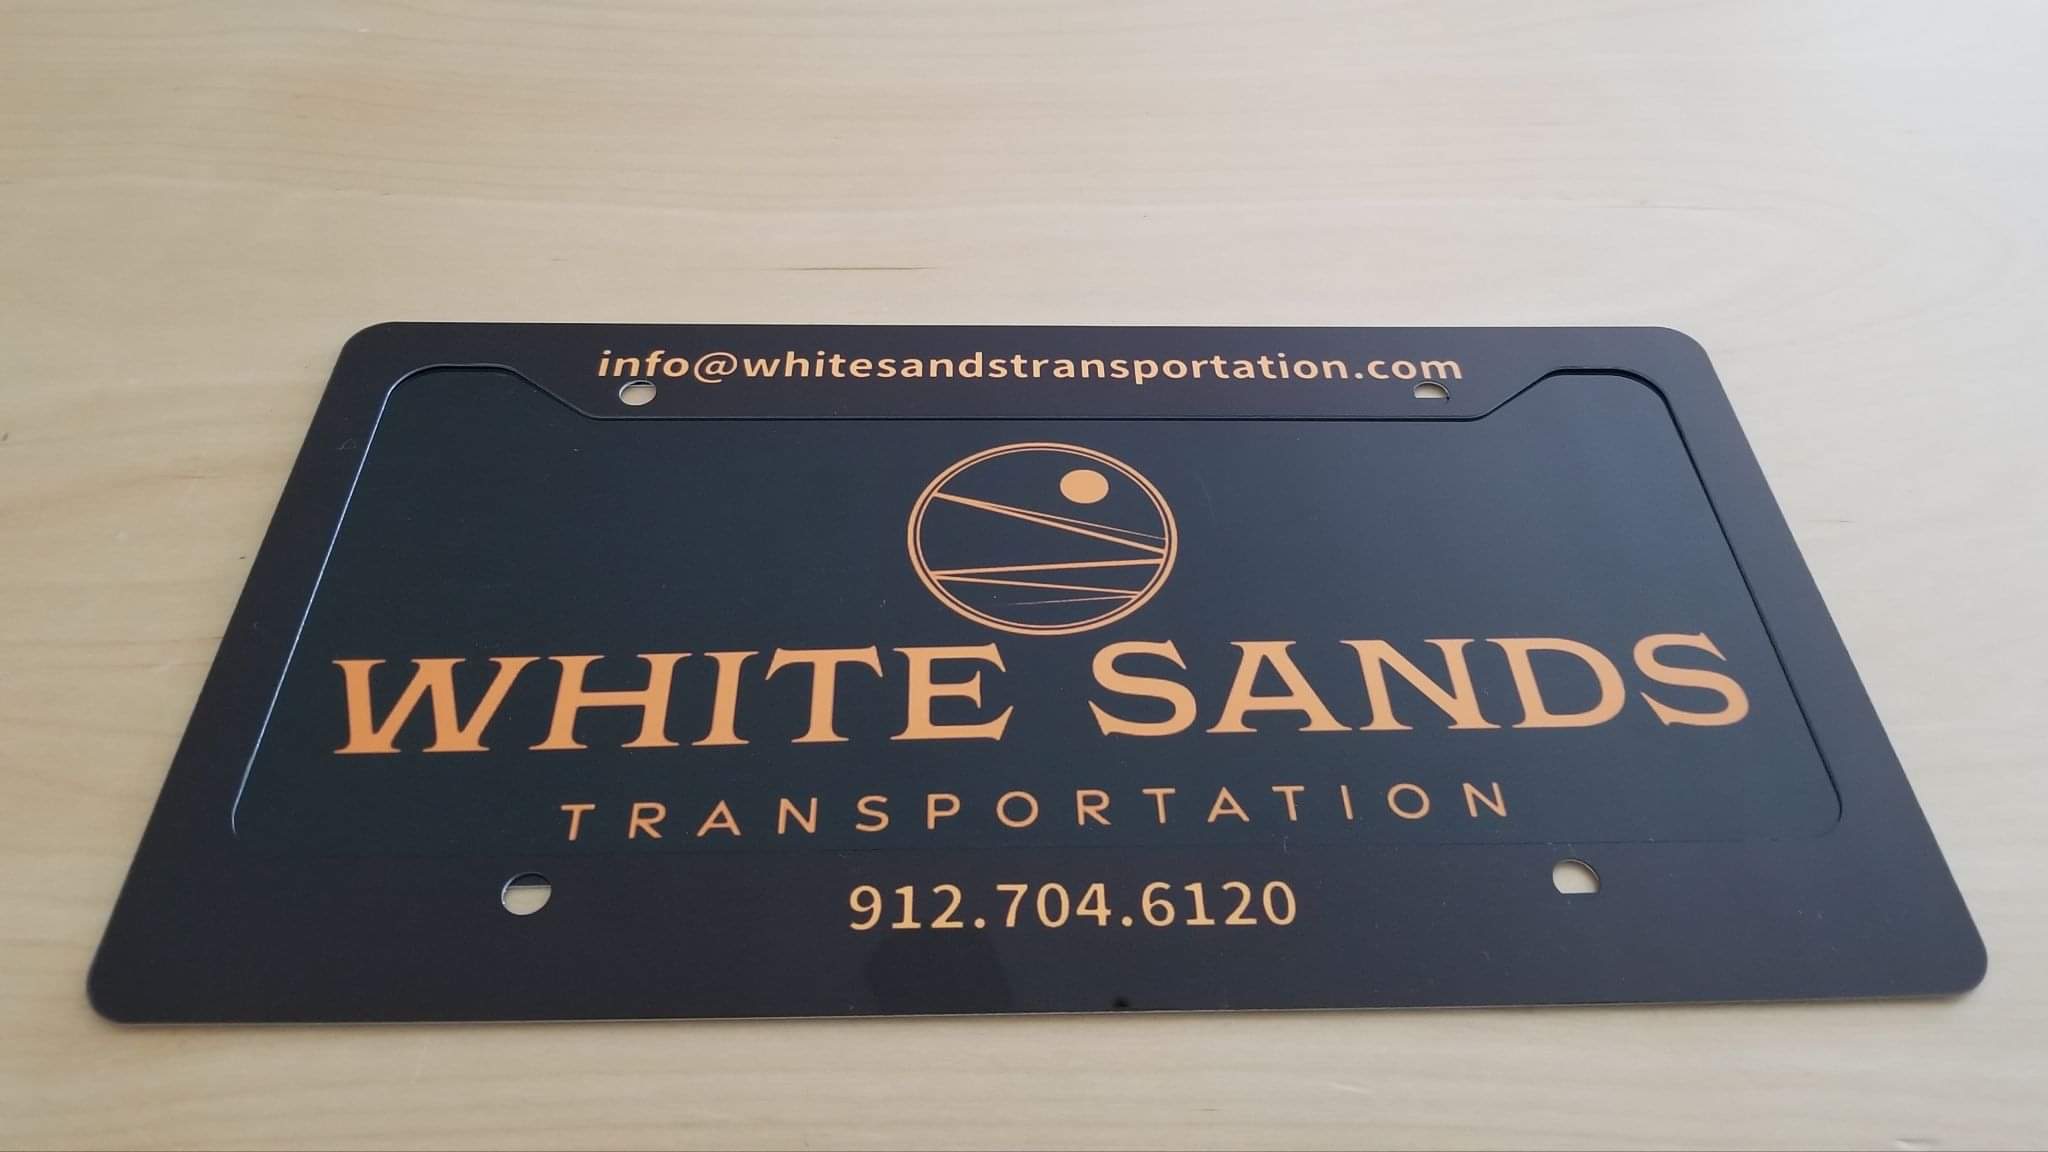 info@whitesandstransportation.com
WHITE SANDS
TRANSPORTATION
912.704.6120